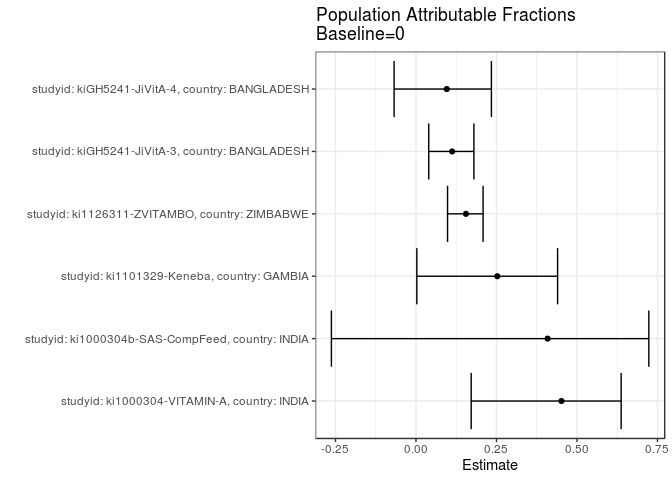 Population Attributable Fractions
Baseline=0
studyid: kiGH5241-JiVitA-4, country: BANGLADESH
studyid: kiGH5241-JiVitA-3, country: BANGLADESH
studyid: ki1126311-ZVITAMBO, country: ZIMBABWE
studyid: ki1101329-Keneba, country: GAMBIA
studyid: ki1000304b-SAS-CompFeed, country: INDIA
studyid: ki1000304-VITAMIN-A, country: INDIA
-0.25 0.00 0.25 0.50 0.75
Estimate